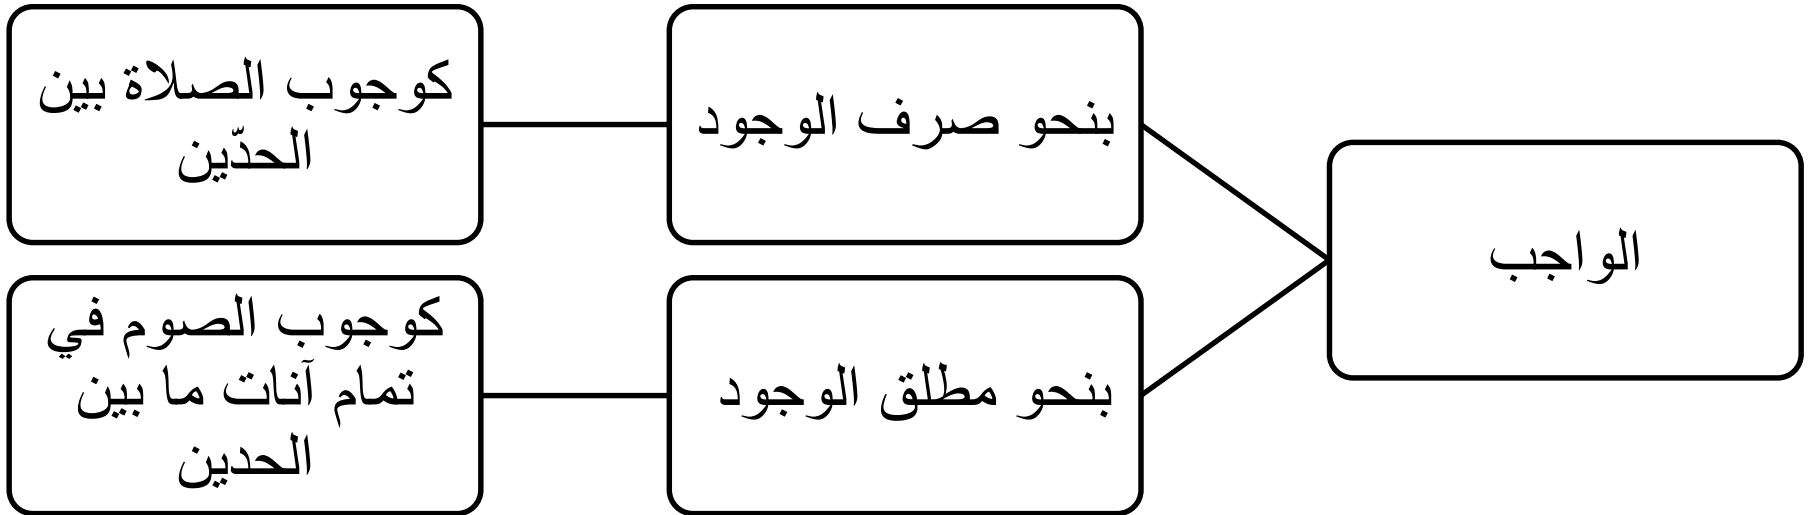 الواجب
بنحو صرف الوجود
كوجوب الصلاة بين
الحدّين
بنحو مطلق الوجود
كوجوب الصوم في
تمام آنات ما بين
الحدين